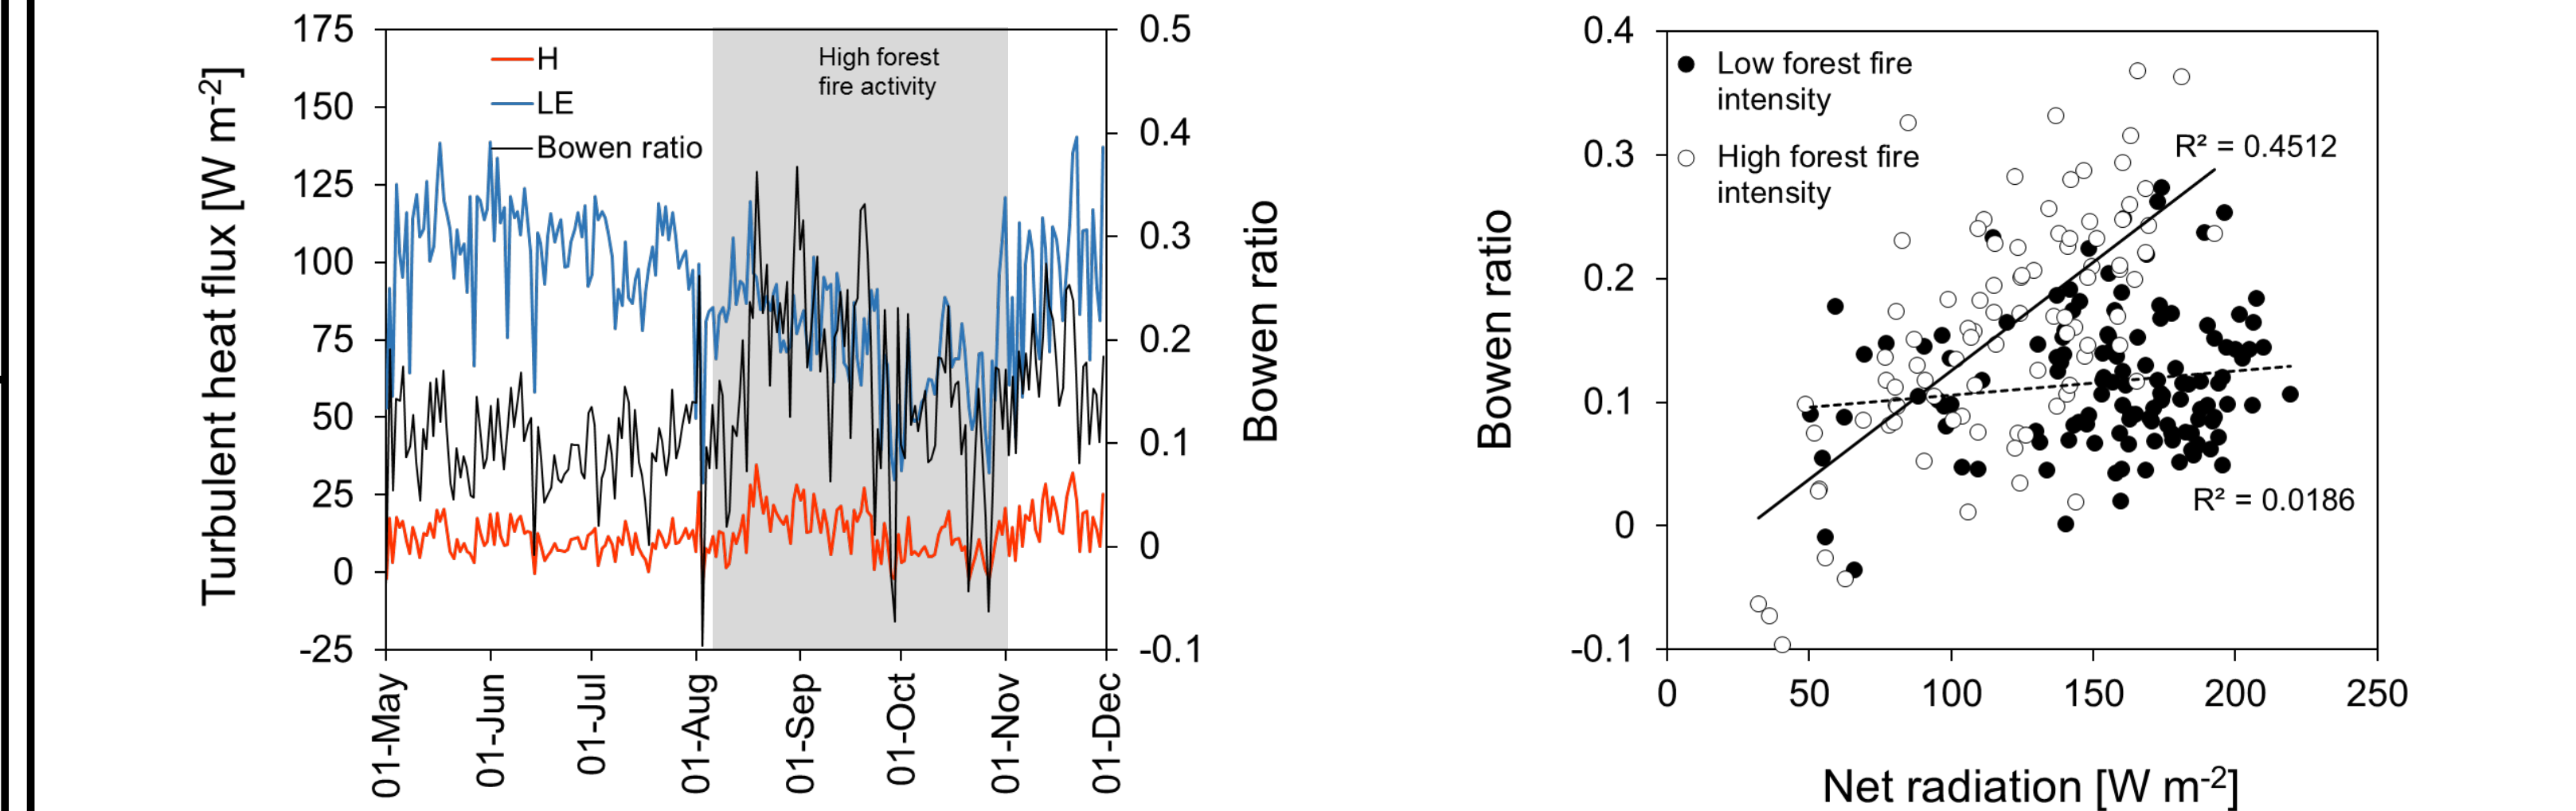 175
150
125
100
75
50
25
0
-25
Turbulent heat flux [W m-2]
H
LE
Bowen ratio
High forest
fire activity
0.5
0.4
0.3
0.2
0.1
0
-0.1
Bowen ratio
01-May
01-Jun
01-Jul
01-Aug
01-Sep
01-Oct
01-Nov
01-Dec
Bowen ratio
0.4
0.3
0.2
0.1
0
-0.1
Low forest fire
intensity
High forest fire
intensity
R² = 0.4512
R² = 0.0186
0
50
100
150
200
250
Net radiation [W m-2]